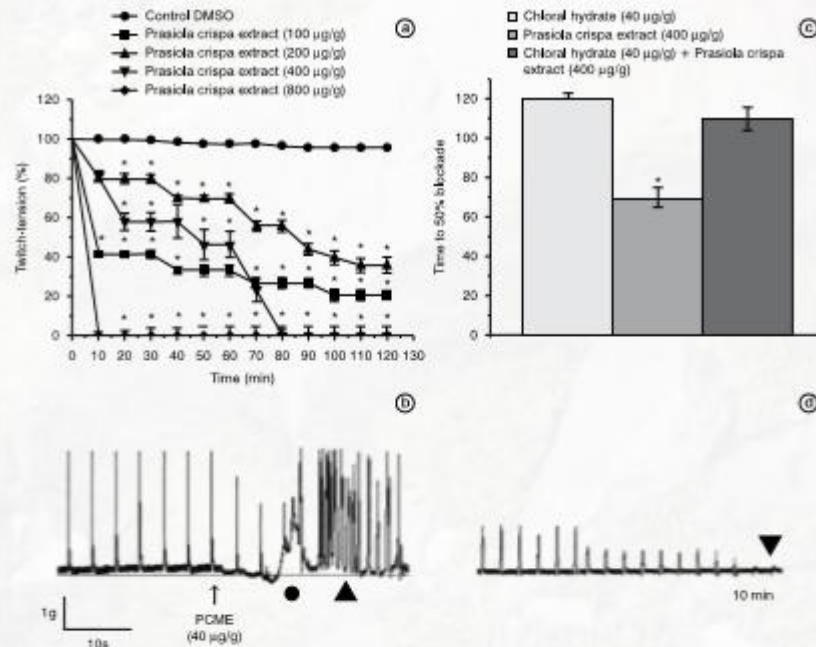 Control DMSO
Prasiola crispa extract (100 µg/g)
Prasiola crispa extract (200 µg/g)
Prasiola crispa extract (400 µg/g)
Prasiola crispa extract (800 µg/g)
a
120
100
80
60
40
20
0
Twitch-tension (%)
0 10 20 30 40 50 60 70 80 90 100 110 120 130
Time (min)
Chloral hydrate (40 µg/g)
Prasiola crispa extract (400 µg/g)
Chloral hydrate (40 µg/g) + Prasiola crispa
extract (400 µg/g)
c
120
100
80
60
40
20
0
Time to 50% blockade
*
b
1g
10s
↑
PCME
(40 µg/g)
d
10 min